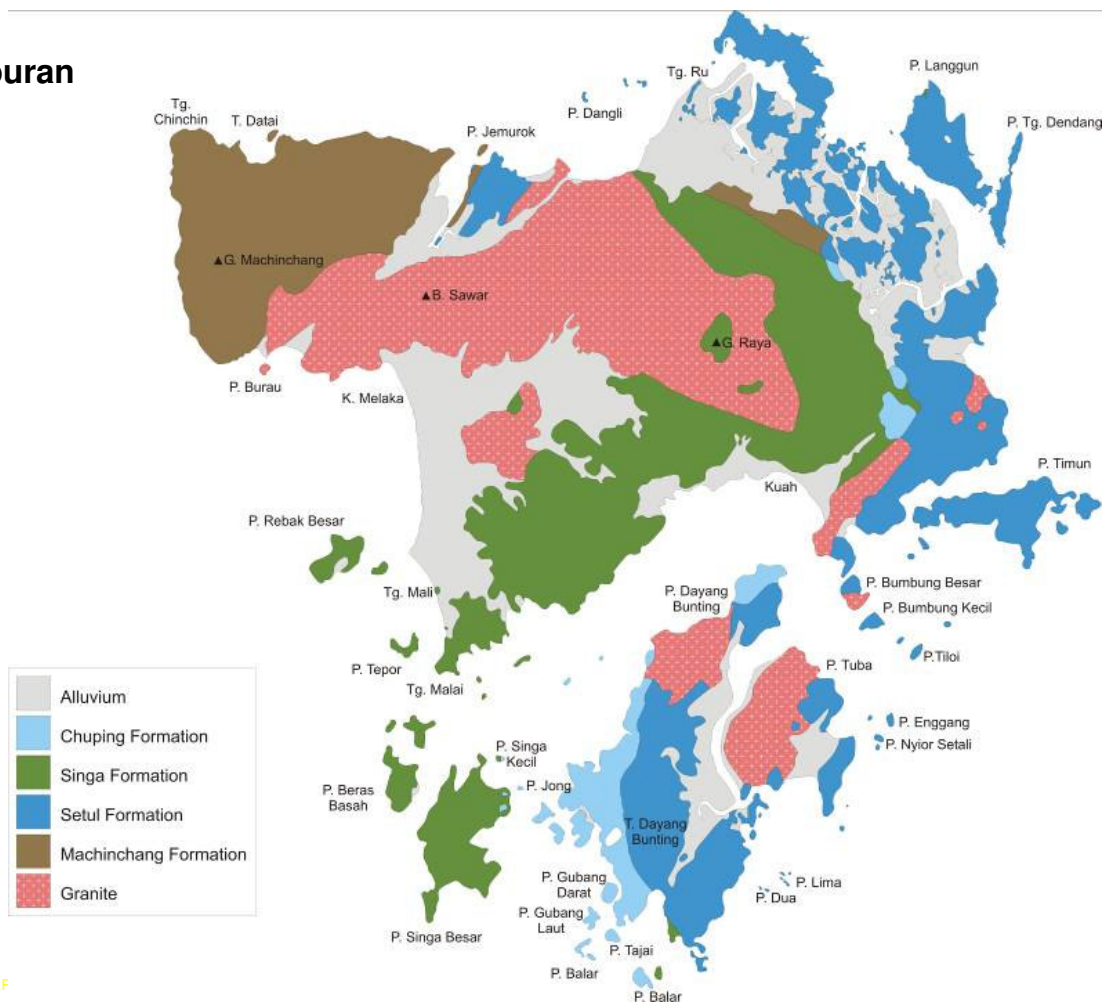 buran
Tg.
Chinchin
T. Datai
P. Jemurok
P. Dangli
Tg. Ru
P. Langgun
P. Tg. Dendang
▲G. Machinchang
▲B. Sawar
▲G. Raya
P. Burau
K. Melaka
Kuah
P. Timun
P. Rebak Besar
Tg. Mali
P. Dayang
Bunting
P. Bumbung Besar
P. Bumbung Kecil
P.Tiloi
P. Tepor
Tg. Malai
P. Tuba
P. Enggang
P. Nyior Setali
P. Singa
Kecil
P. Jong
P. Beras
Basah
T. Dayang
Bunting
P. Gubang
Darat
P. Gubang
Laut
P. Lima
P. Dua
P. Singa Besar
P. Tajai
P. Balar
P. Balar
Alluvium
Chuping Formation
Singa Formation
Setul Formation
Machinchang Formation
Granite
F